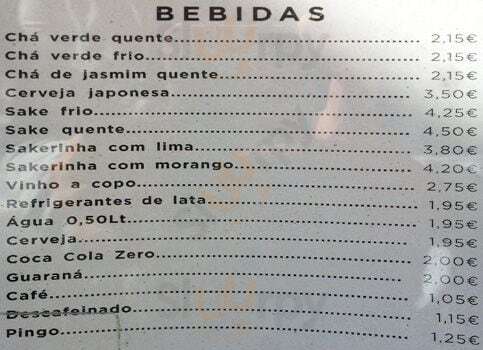 BEBIDAS
Chá verde quente 2,15€
Chá verde frio 2,15€
Chá de jasmim quente 2,15€
Cerveja japonesa 3,50€
Sake frio 4,25€
Sake quente 4,50€
Sakerinha com lima 3,80€
Sakerinha com morango 4,20€
Vinho a copo 2,75€
Refrigerantes de lata 1,95€
Água 0,50Lt 1,95€
Cerveja 1,95€
Coca Cola Zero 2,00€
Guaraná 2,00€
Café 1,05€
Descafeinado 1,15€
Pingo 1,25€